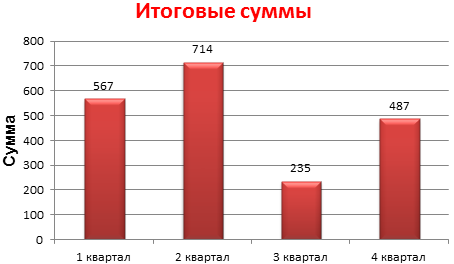 Итоговые суммы
Сумма
800
700
600
500
400
300
200
100
0
567
714
235
487
1 квартал
2 квартал
3 квартал
4 квартал